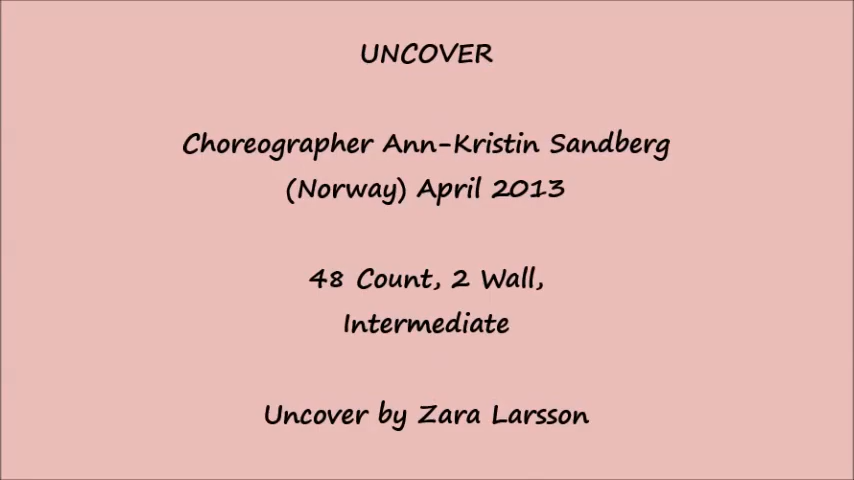 UNCOVER
Choreographer Ann-Kristin Sandberg
(Norway) April 2013
48 Count, 2 Wall,
Intermediate
Uncover by Zara Larsson